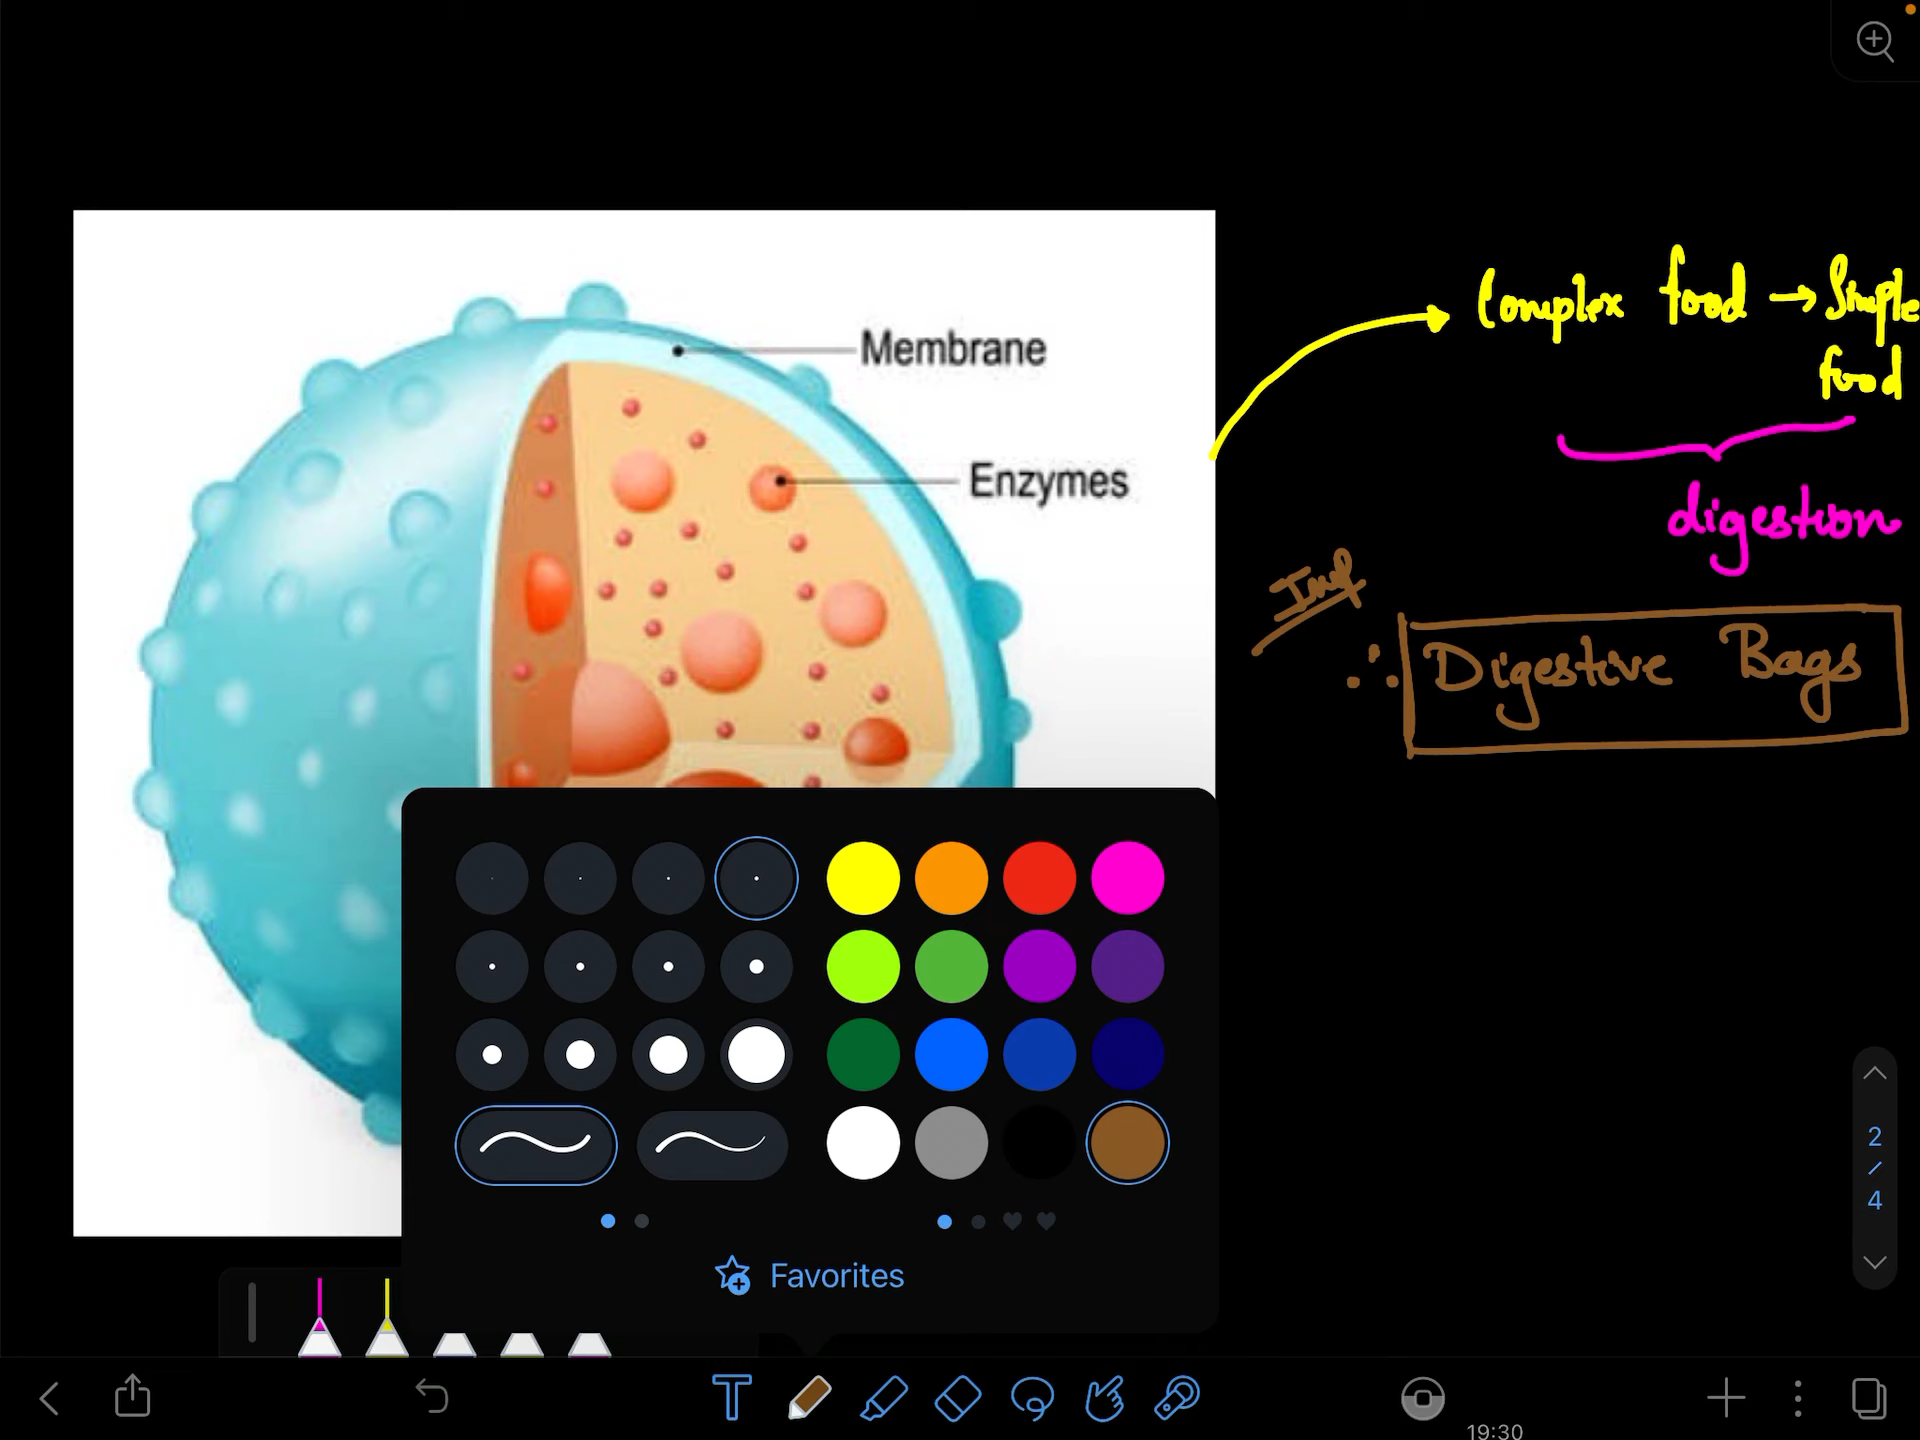 Complex food → Simple
food
Membrane
Enzymes
digestion
Imp
∴ Digestive Bags
2
/
4
Favorites
T
19:30